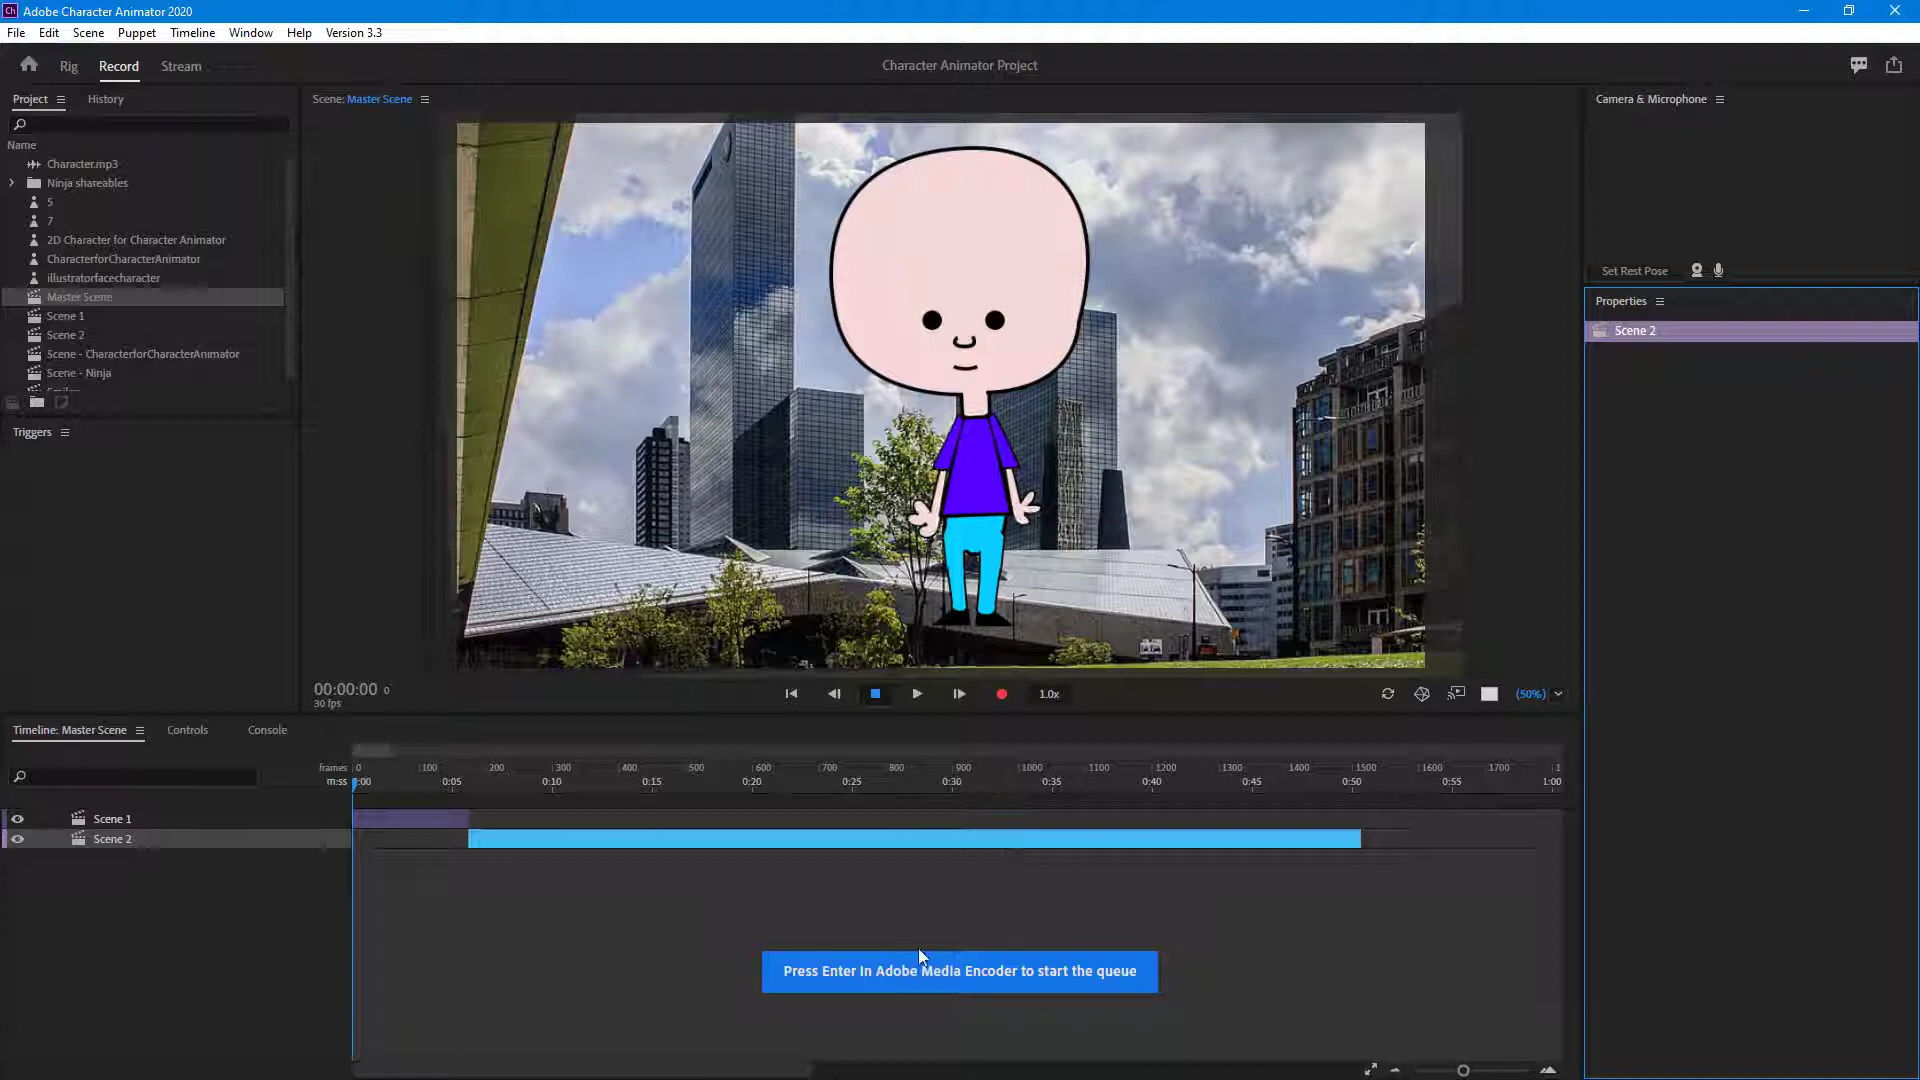 Ch Adobe Character Animator 2020
File Edit Scene Puppet Timeline Window Help Version 3.3
Rig Record Stream
Character Animator Project
Project History
Scene: Master Scene
Camera & Microphone
Name
Character.mp3
Ninja shareables
5
7
2D Character for Character Animator
CharacterforCharacterAnimator
illustratorfacecharacter
Master Scene
Scene 1
Scene 2
Scene - CharacterforCharacterAnimator
Scene - Ninja
Triggers
Set Rest Pose
Properties
Scene 2
00:00:00 0
30 fps
1.0x
(50%)
Timeline: Master Scene Controls Console
frames 0 100 200 300 400 500 600 700 800 900 1000 1100 1200 1300 1400 1500 1600 1700 1
m:ss 0:00 0:05 0:10 0:15 0:20 0:25 0:30 0:35 0:40 0:45 0:50 0:55 1:00
Scene 1
Scene 2
Press Enter In Adobe Media Encoder to start the queue